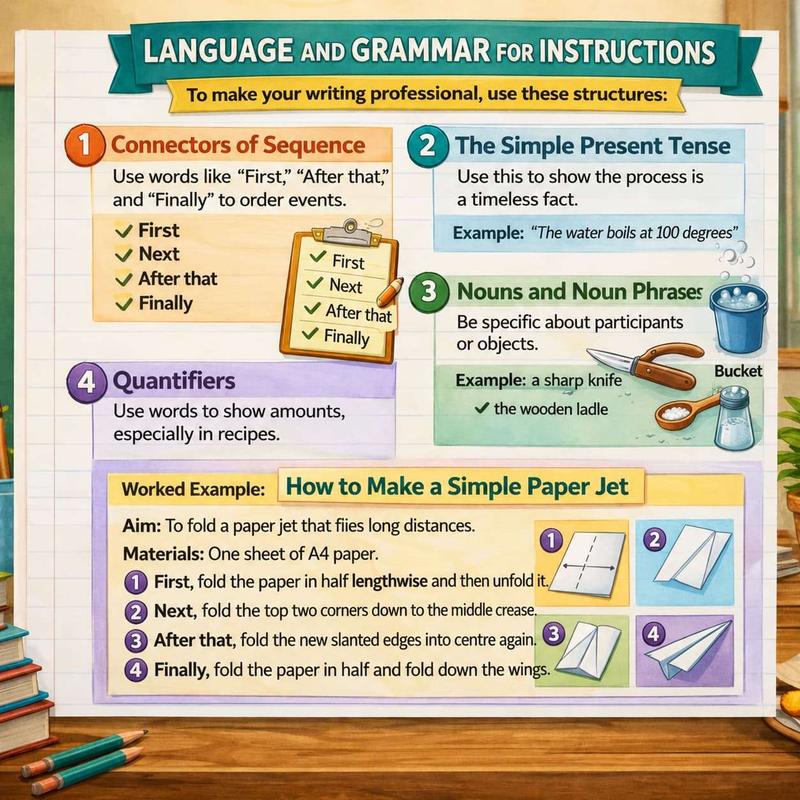 LANGUAGE AND GRAMMAR FOR INSTRUCTIONS
To make your writing professional, use these structures:
1 Connectors of Sequence
Use words like “First,” “After that,”
and “Finally” to order events.
✓ First
✓ Next
✓ After that
✓ Finally
✓ First
✓ Next
✓ After that
✓ Finally
2 The Simple Present Tense
Use this to show the process is
a timeless fact.
Example: “The water boils at 100 degrees”
3 Nouns and Noun Phrases
Be specific about participants
or objects.
Example: a sharp knife
✓ the wooden ladle
Bucket
4 Quantifiers
Use words to show amounts,
especially in recipes.
Worked Example: How to Make a Simple Paper Jet
Aim: To fold a paper jet that flies long distances.
Materials: One sheet of A4 paper.
1 First, fold the paper in half lengthwise and then unfold it.
2 Next, fold the top two corners down to the middle crease.
3 After that, fold the new slanted edges into centre again.
4 Finally, fold the paper in half and fold down the wings.
1
2
3
4